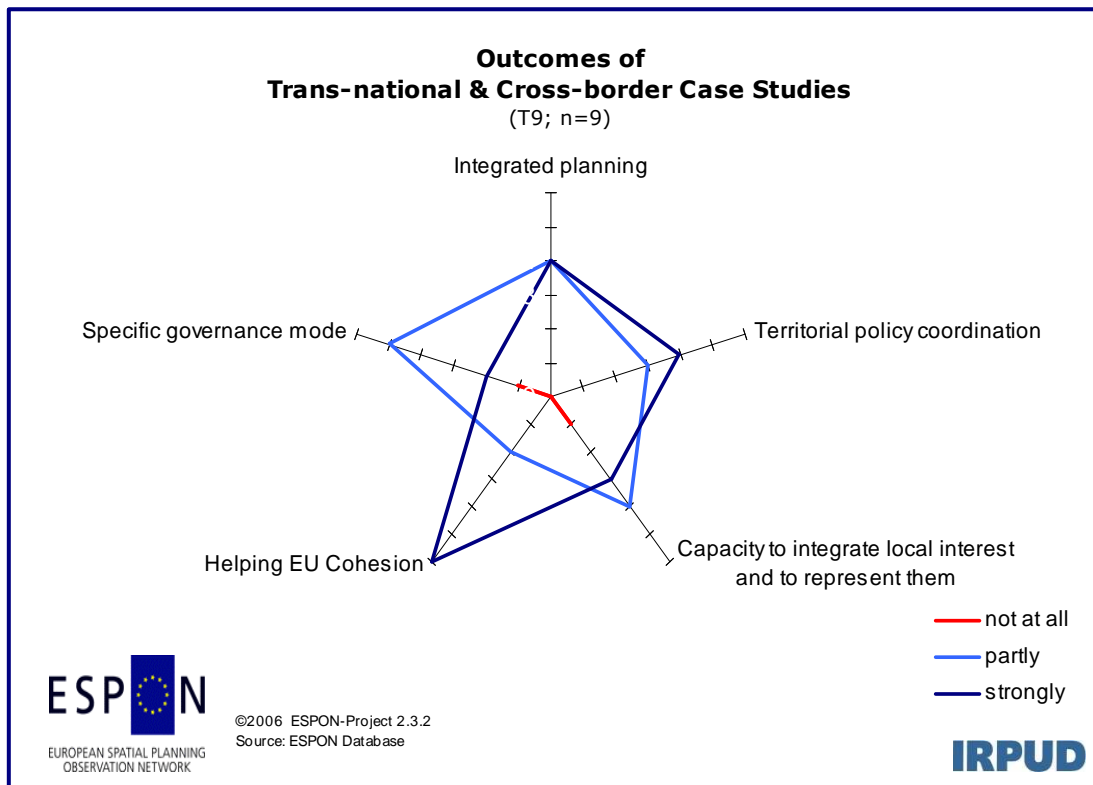 Outcomes of
Trans-national & Cross-border Case Studies
(T9; n=9)
Integrated planning
Specific governance mode
Territorial policy coordination
Helping EU Cohesion
Capacity to integrate local interest
and to represent them
not at all
partly
strongly
ESPON
EUROPEAN SPATIAL PLANNING
OBSERVATION NETWORK
©2006 ESPON-Project 2.3.2
Source: ESPON Database
IRPUD